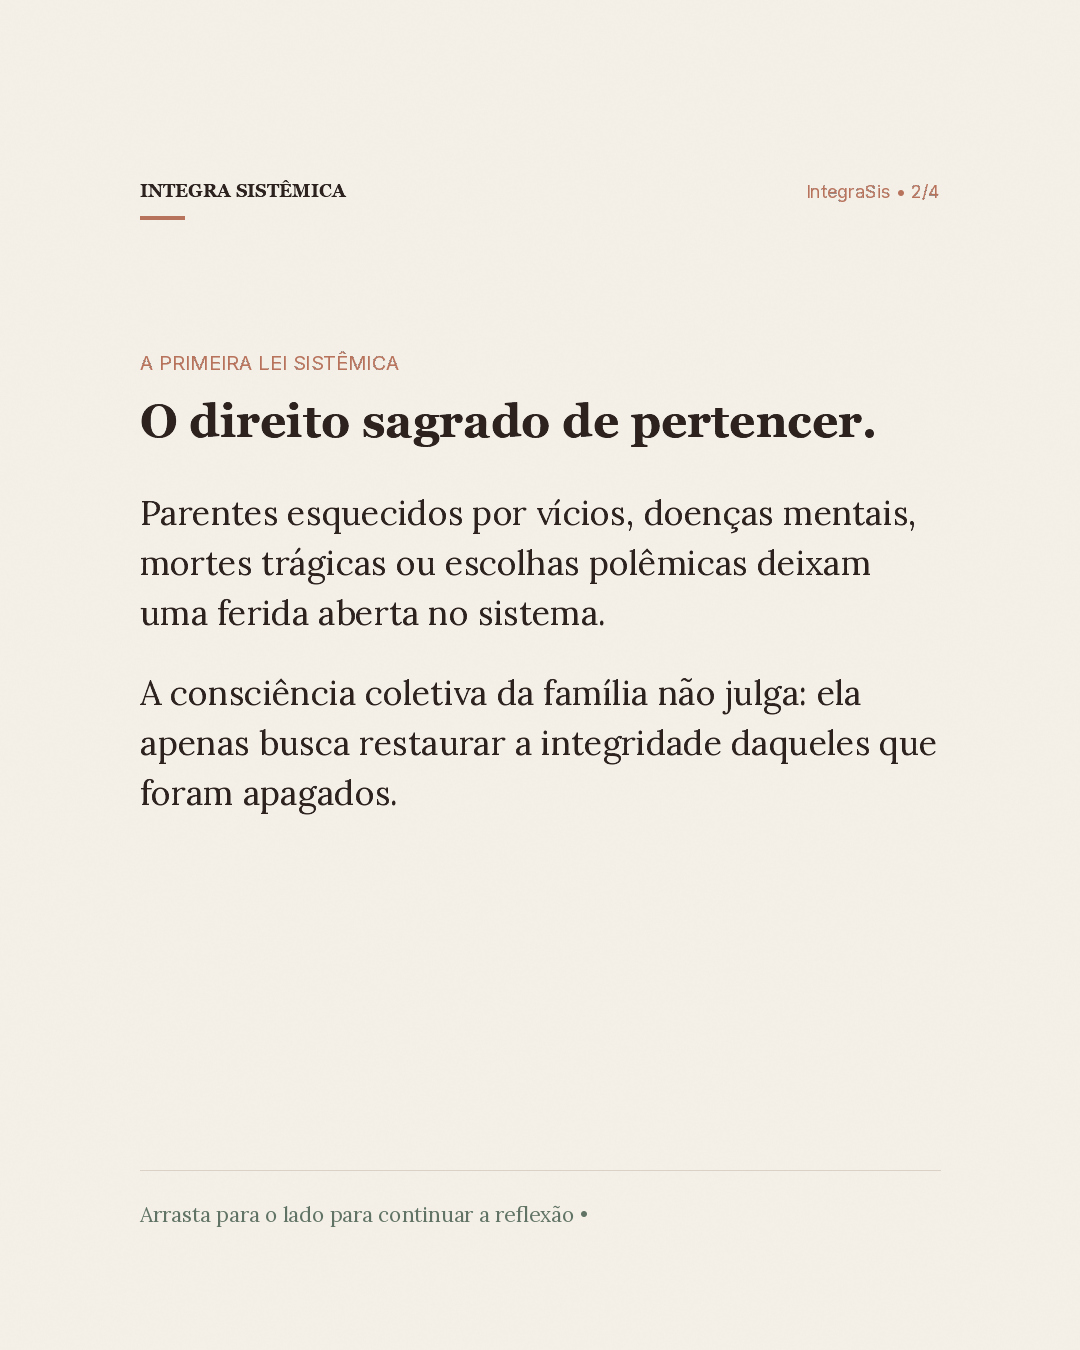 INTEGRA SISTÊMICA
IntegraSis • 2/4
A PRIMEIRA LEI SISTÊMICA
O direito sagrado de pertencer.
Parentes esquecidos por vícios, doenças mentais,
mortes trágicas ou escolhas polêmicas deixam
uma ferida aberta no sistema.
A consciência coletiva da família não julga: ela
apenas busca restaurar a integridade daqueles que
foram apagados.
Arrasta para o lado para continuar a reflexão •